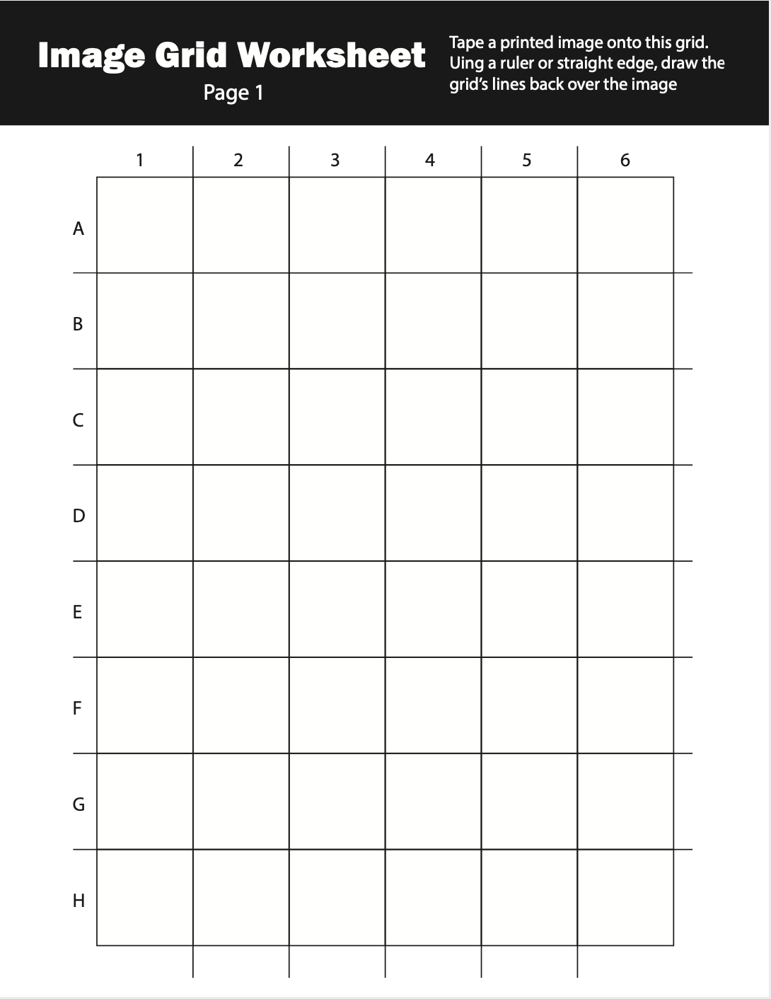 Image Grid Worksheet
Page 1
Tape a printed image onto this grid.
Uing a ruler or straight edge, draw the
grid’s lines back over the image
1 2 3 4 5 6
A
B
C
D
E
F
G
H